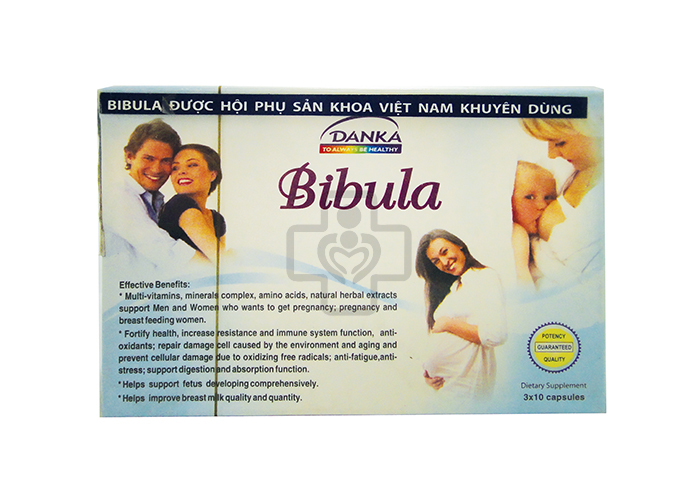 BIBULA ĐƯỢC HỘI PHỤ SẢN KHOA VIỆT NAM KHUYÊN DÙNG
DANKA
TO ALWAYS BE HEALTHY
Bibula
Effective Benefits:
* Multi-vitamins, minerals complex, amino acids, natural herbal extracts
support Men and Women who wants to get pregnancy; pregnancy and
breast feeding women.
* Fortify health, increase resistance and immune system function, anti-
oxidants; repair damage cell caused by the environment and aging and
prevent cellular damage due to oxidizing free radicals; anti-fatigue,anti-
stress; support digestion and absorption function.
*Helps support fetus developing comprehensively.
*Helps improve breast milk quality and quantity.
POTENCY
GUARANTEED
QUALITY
Dietary Supplement
3x10 capsules